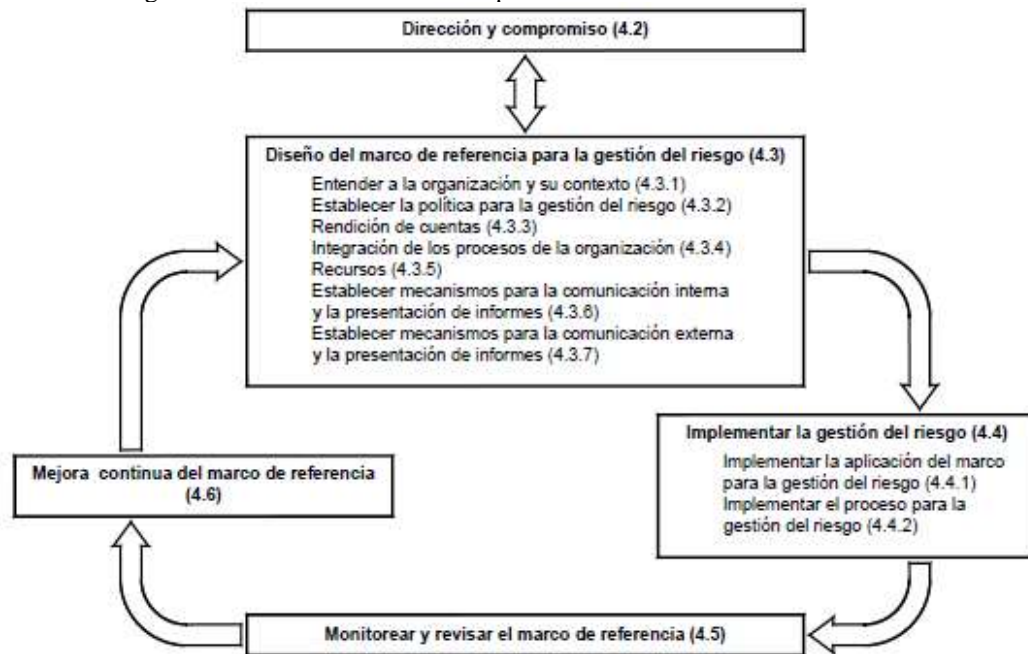 Dirección y compromiso (4.2)
Diseño del marco de referencia para la gestión del riesgo (4.3)
Entender a la organización y su contexto (4.3.1)
Establecer la política para la gestión del riesgo (4.3.2)
Rendición de cuentas (4.3.3)
Integración de los procesos de la organización (4.3.4)
Recursos (4.3.5)
Establecer mecanismos para la comunicación interna
y la presentación de informes (4.3.6)
Establecer mecanismos para la comunicación externa
y la presentación de informes (4.3.7)
Implementar la gestión del riesgo (4.4)
Implementar la aplicación del marco
para la gestión del riesgo (4.4.1)
Implementar el proceso para la
gestión del riesgo (4.4.2)
Mejora continua del marco de referencia
(4.6)
Monitorear y revisar el marco de referencia (4.5)